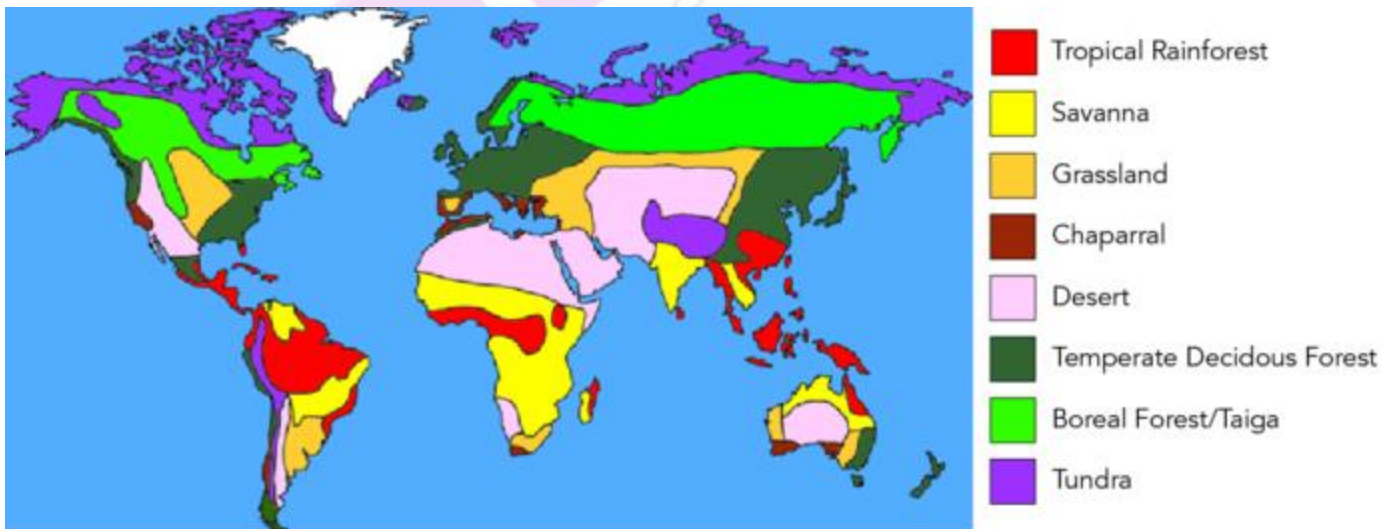 Tropical Rainforest
Savanna
Grassland
Chaparral
Desert
Temperate Decidous Forest
Boreal Forest/Taiga
Tundra